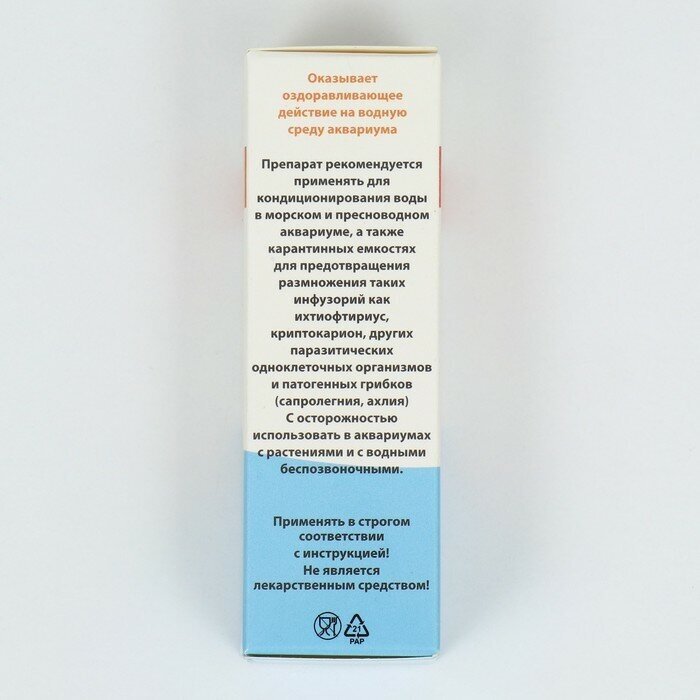 Оказывает
оздоравливающее
действие на водную
среду аквариума
Препарат рекомендуется
применять для
кондиционирования воды
в морском и пресноводном
аквариуме, а также
карантинных емкостях
для предотвращения
размножения таких
инфузорий как
ихтиофтириус,
криптокарион, других
паразитических
одноклеточных организмов
и патогенных грибков
(сапролегния, ахлия)
С осторожностью
использовать в аквариумах
с растениями и с водными
беспозвоночными.
Применять в строгом
соответствии
с инструкцией!
Не является
лекарственным средством!
21
PAP